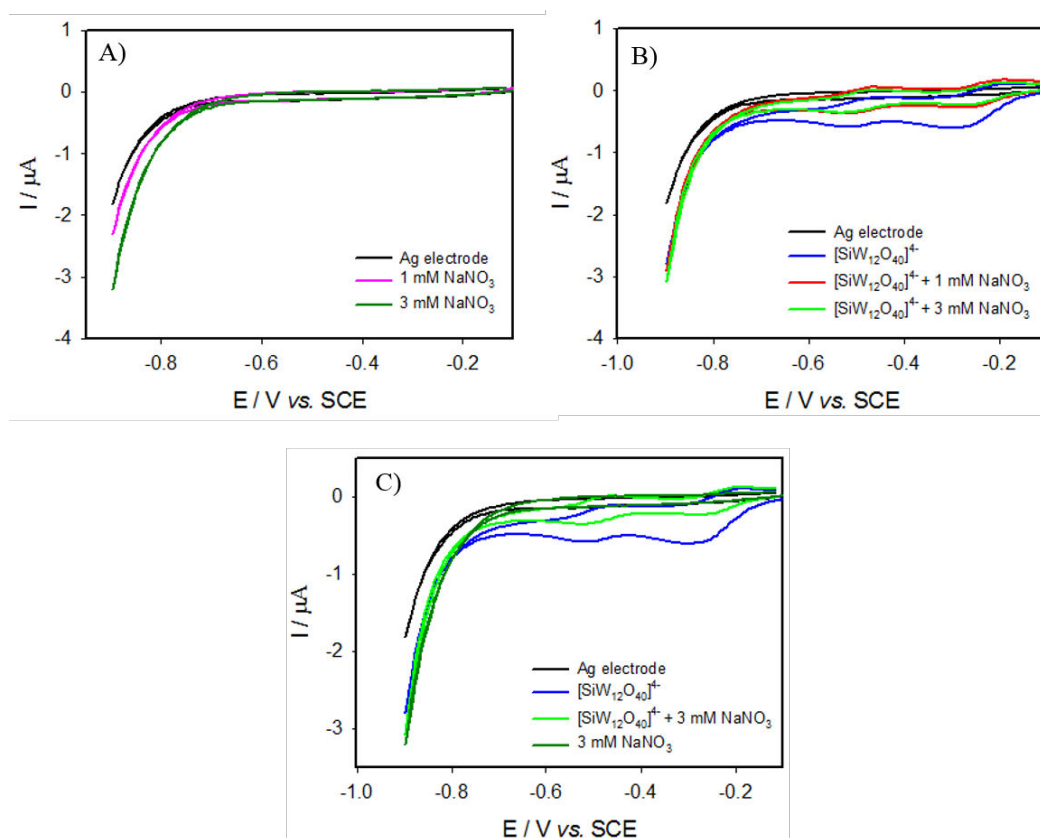 A)
1
0
-1
-2
-3
-4
I / µA
Ag electrode
1 mM NaNO₃
3 mM NaNO₃
-0.8
-0.6
-0.4
-0.2
E / V vs. SCE
B)
1
0
-1
-2
-3
-4
I / µA
Ag electrode
[SiW₁₂O₄₀]⁴⁻
[SiW₁₂O₄₀]⁴⁻ + 1 mM NaNO₃
[SiW₁₂O₄₀]⁴⁻ + 3 mM NaNO₃
-1.0
-0.8
-0.6
-0.4
-0.2
E / V vs. SCE
C)
0
-1
-2
-3
I / µA
Ag electrode
[SiW₁₂O₄₀]⁴⁻
[SiW₁₂O₄₀]⁴⁻ + 3 mM NaNO₃
3 mM NaNO₃
-1.0
-0.8
-0.6
-0.4
-0.2
E / V vs. SCE